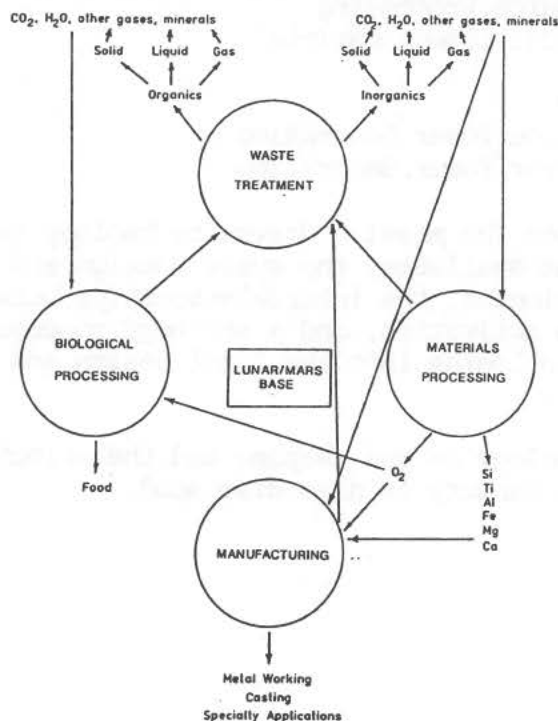 CO2, H2O, other gases, minerals
Solid Liquid Gas
Organics
CO2, H2O, other gases, minerals
Solid Liquid Gas
Inorganics
WASTE
TREATMENT
BIOLOGICAL
PROCESSING
LUNAR/MARS
BASE
MATERIALS
PROCESSING
Food
O2
Si
Ti
Al
Fe
Mg
Ca
MANUFACTURING
Metal Working
Casting
Specialty Applications